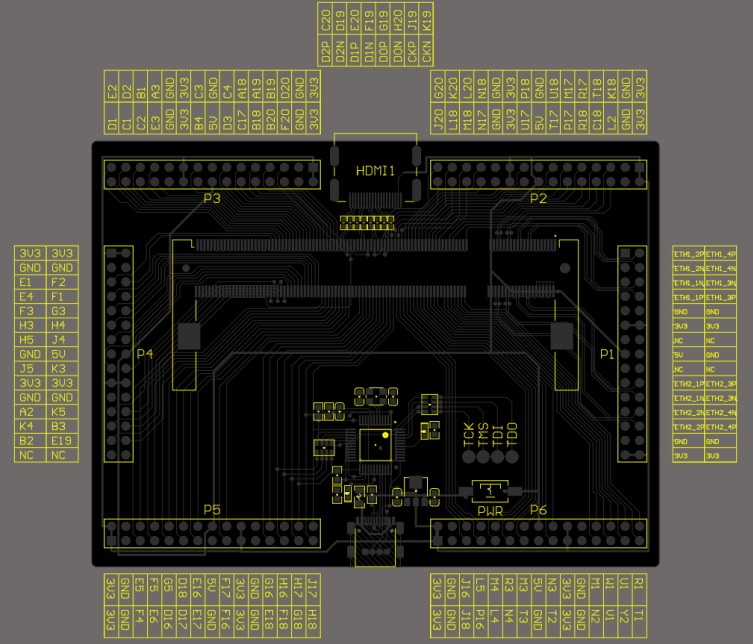 C20 D19 E20 F19 G19 H20 J19 K19
D2P D2N D1P D1N D0P D0N CKP CKN
E2 D2 B1 A3 GND 3V3 C3 GND C4 A18 A19 B19 D20 GND 3V3
D1 C1 C2 E3 GND 3V3 B4 5V D3 C17 B18 B20 F20 GND 3V3
G20 K20 L20 N18 GND 3V3 P18 GND U18 M17 R17 T18 K18 GND 3V3
J20 L18 M18 N17 GND 3V3 U17 5V T17 P17 R18 C18 L2 GND 3V3
HDMI1
P3
P2
3V3 3V3
GND GND
E1 F2
E4 F1
F3 G3
H3 H4
H5 J4
GND 5V
J5 K3
3V3 3V3
GND GND
A2 K5
K4 B3
B2 E19
NC NC
P4
P1
ETH1_2P ETH1_4P
ETH1_2N ETH1_4N
ETH1_1N ETH1_3N
ETH1_1P ETH1_3P
GND GND
3V3 3V3
NC NC
5V GND
NC NC
ETH2_1P ETH2_3P
ETH2_1N ETH2_3N
ETH2_2N ETH2_4N
ETH2_2P ETH2_4P
GND GND
3V3 3V3
TCK
TMS
TDI
TDO
P5
PWR
P6
3V3 GND E5 F5 G5 D18 E16 5V F17 3V3 GND G16 H16 H17 J17
3V3 GND F4 E6 D16 D17 E17 GND F16 3V3 GND E18 F18 G18 H18
3V3 GND J16 L5 M4 R3 M3 5V N3 3V3 GND M1 W1 U1 R1
3V3 GND J18 P16 L4 N4 T3 GND T2 3V3 GND N2 V1 Y2 T1